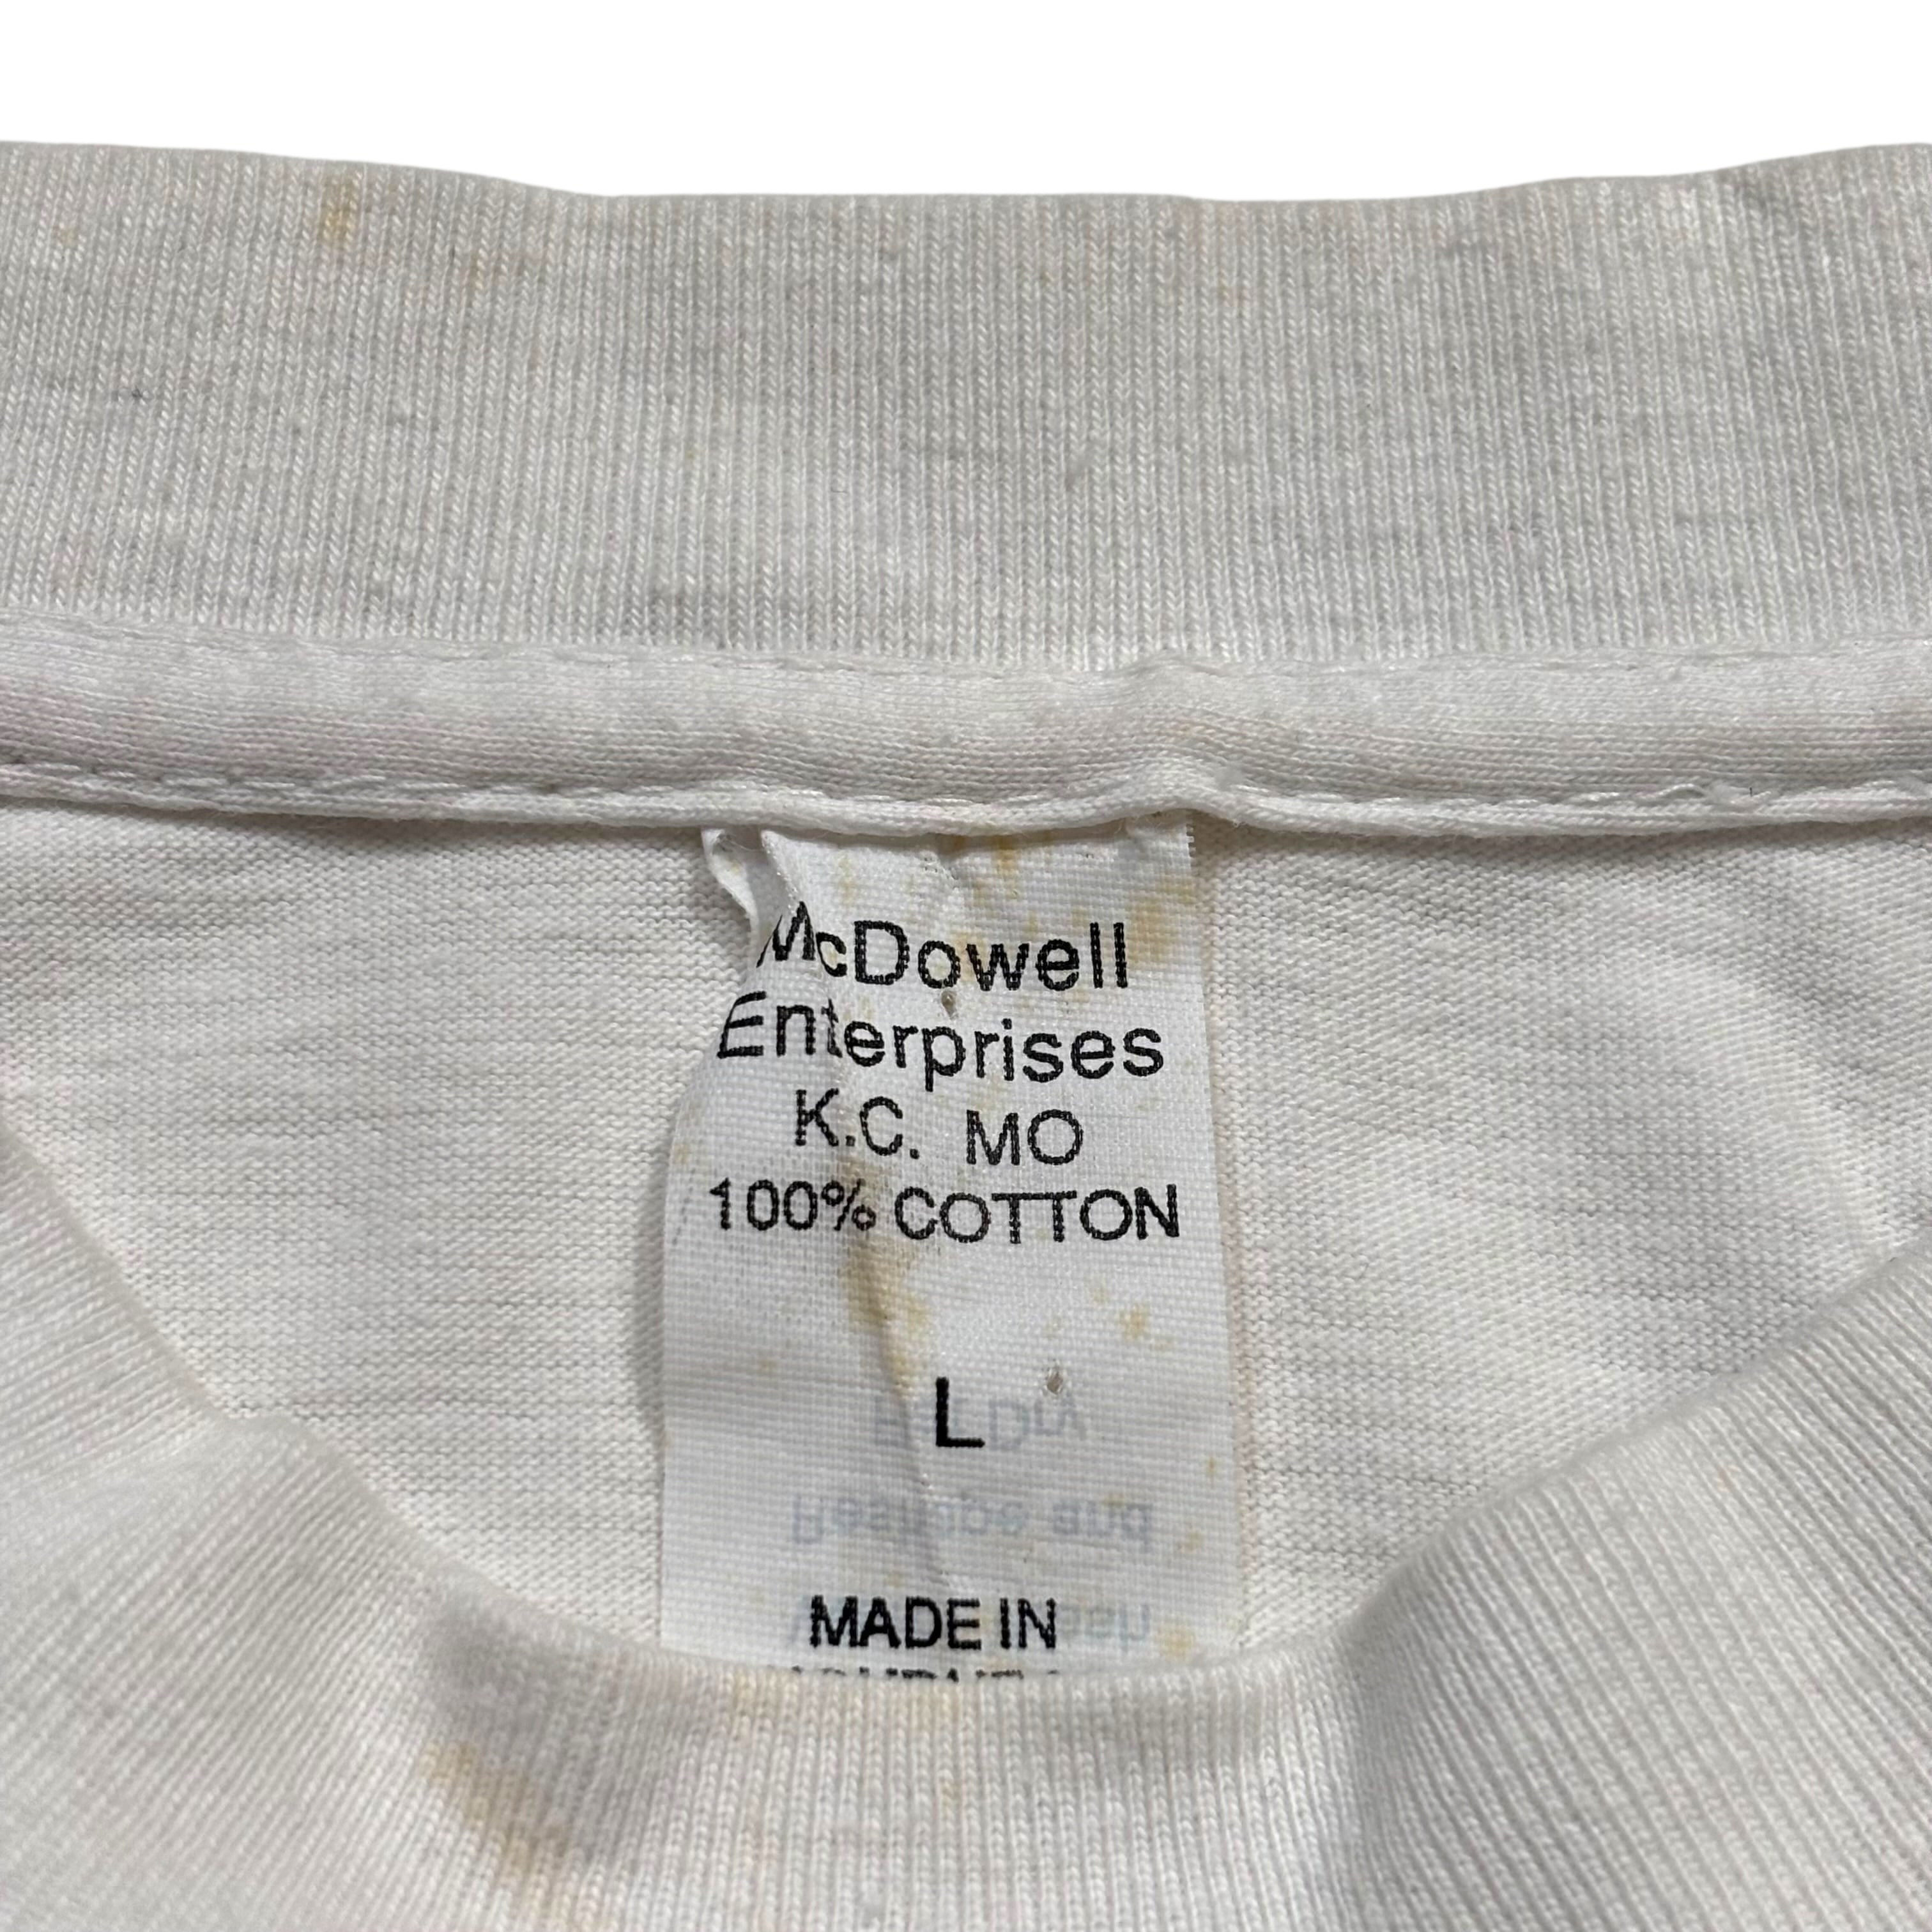 McDowell
Enterprises
K.C. MO
100% COTTON
L
MADE IN